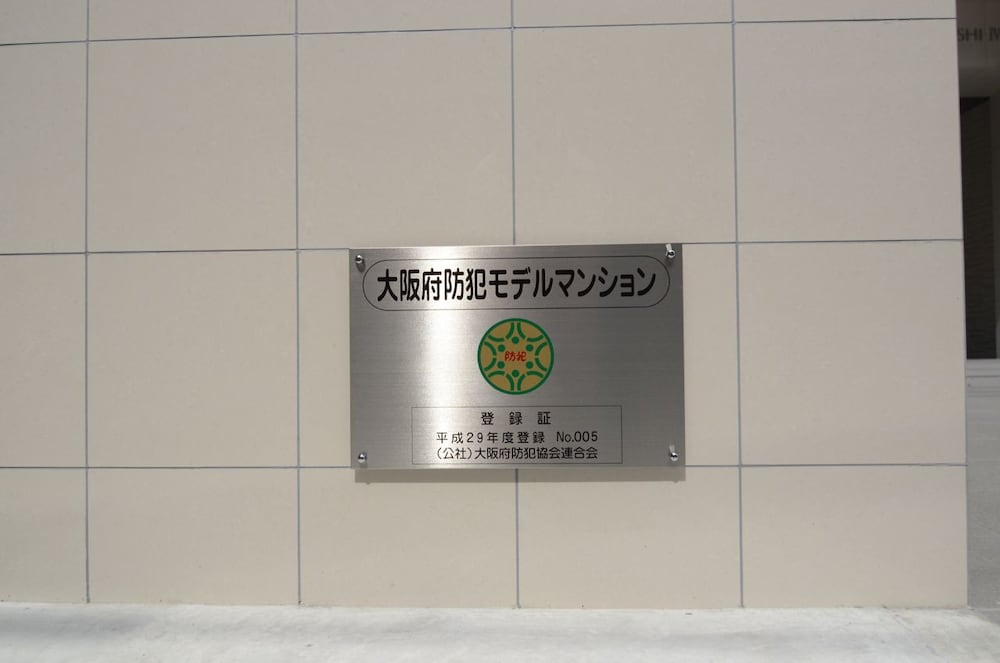 大阪府防犯モデルマンション
防犯
登録証
平成29年度登録 No.005
(公社)大阪府防犯協会連合会